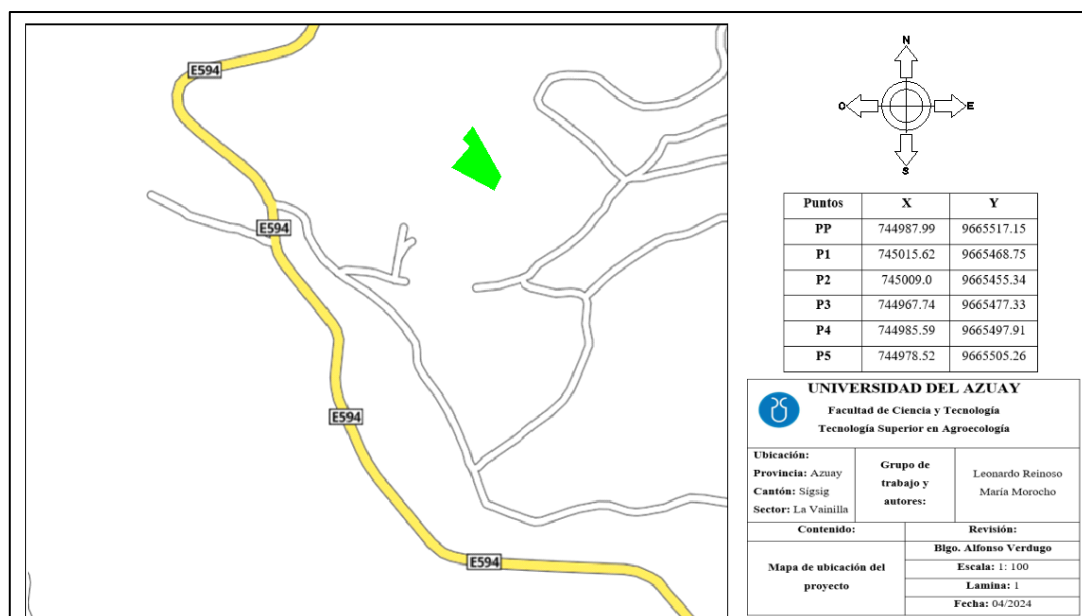 E594
E594
E594
E594
N
O
E
S
Puntos X Y
PP 744987.99 9665517.15
P1 745015.62 9665468.75
P2 745009.0 9665455.34
P3 744967.74 9665477.33
P4 744985.59 9665497.91
P5 744978.52 9665505.26
UNIVERSIDAD DEL AZUAY
Facultad de Ciencia y Tecnología
Tecnología Superior en Agroecología
Ubicación:
Provincia: Azuay
Cantón: Sígsig
Sector: La Vainilla
Grupo de
trabajo y
autores:
Leonardo Reinoso
María Morocho
Contenido:
Mapa de ubicación del
proyecto
Revisión:
Blgo. Alfonso Verdugo
Escala: 1: 100
Lamina: 1
Fecha: 04/2024